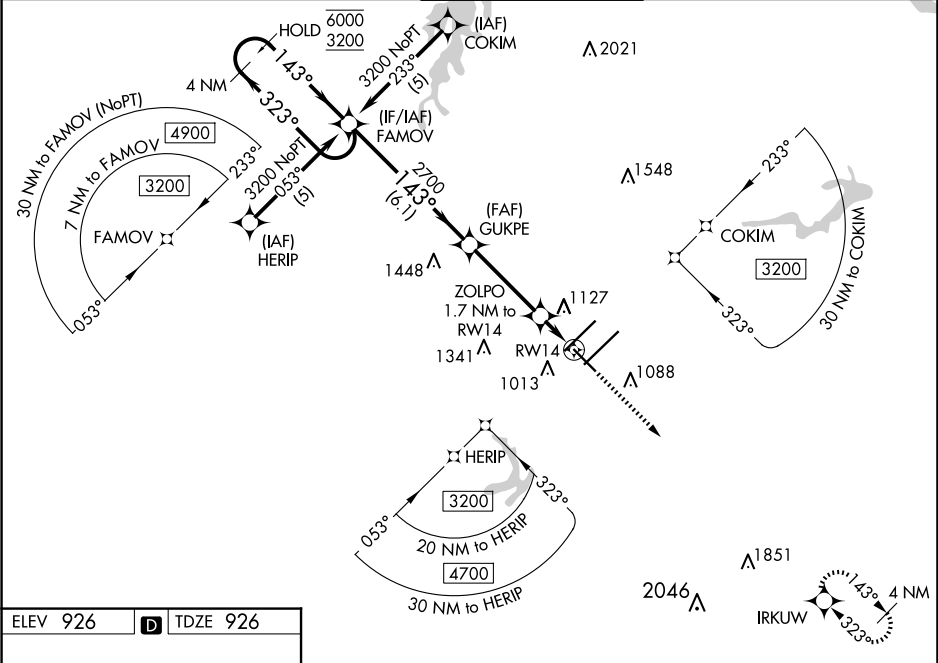 HOLD 6000
3200
(IAF)
COKIM
2021
4 NM
143°
323°
3200 NoPT
233°
(5)
(IF/IAF)
FAMOV
30 NM to FAMOV (NoPT)
4900
7 NM to FAMOV
3200
233°
FAMOV
053°
3200 NoPT
053°
(5)
(IAF)
HERIP
2700
143°
(6.1)
1548
(FAF)
GUKPE
1448
ZOLPO
1.7 NM to
RW14
1127
1341
RW14
1013
1088
233°
COKIM
3200
323°
30 NM to COKIM
HERIP
3200
053°
323°
20 NM to HERIP
4700
30 NM to HERIP
1851
2046
IRKUW
143°
323°
4 NM
ELEV 926 D TDZE 926